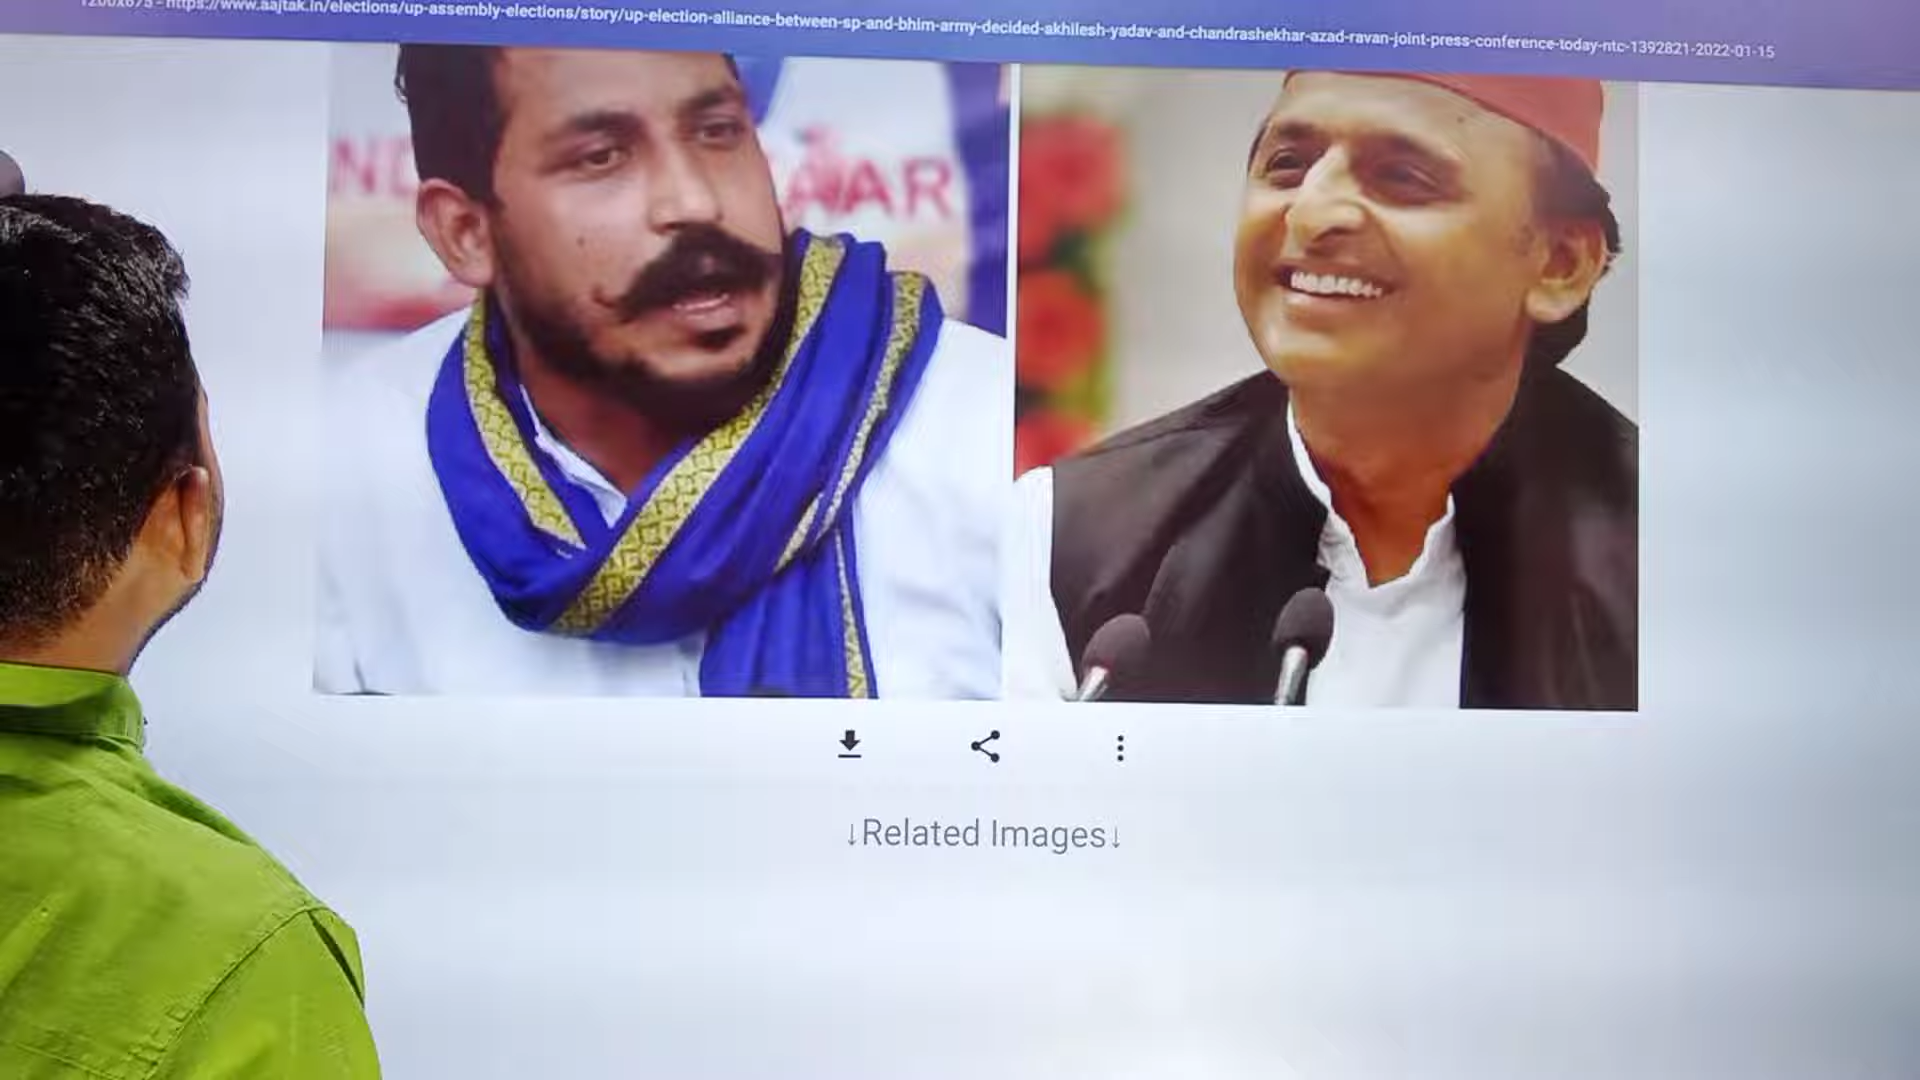 1200x675 - https://www.aajtak.in/elections/up-assembly-elections/story/up-election-alliance-between-sp-and-bhim-army-decided-akhilesh-yadav-and-chandrashekhar-azad-ravan-joint-press-conference-today-ntc-1392821-2022-01-15
↓Related Images↓